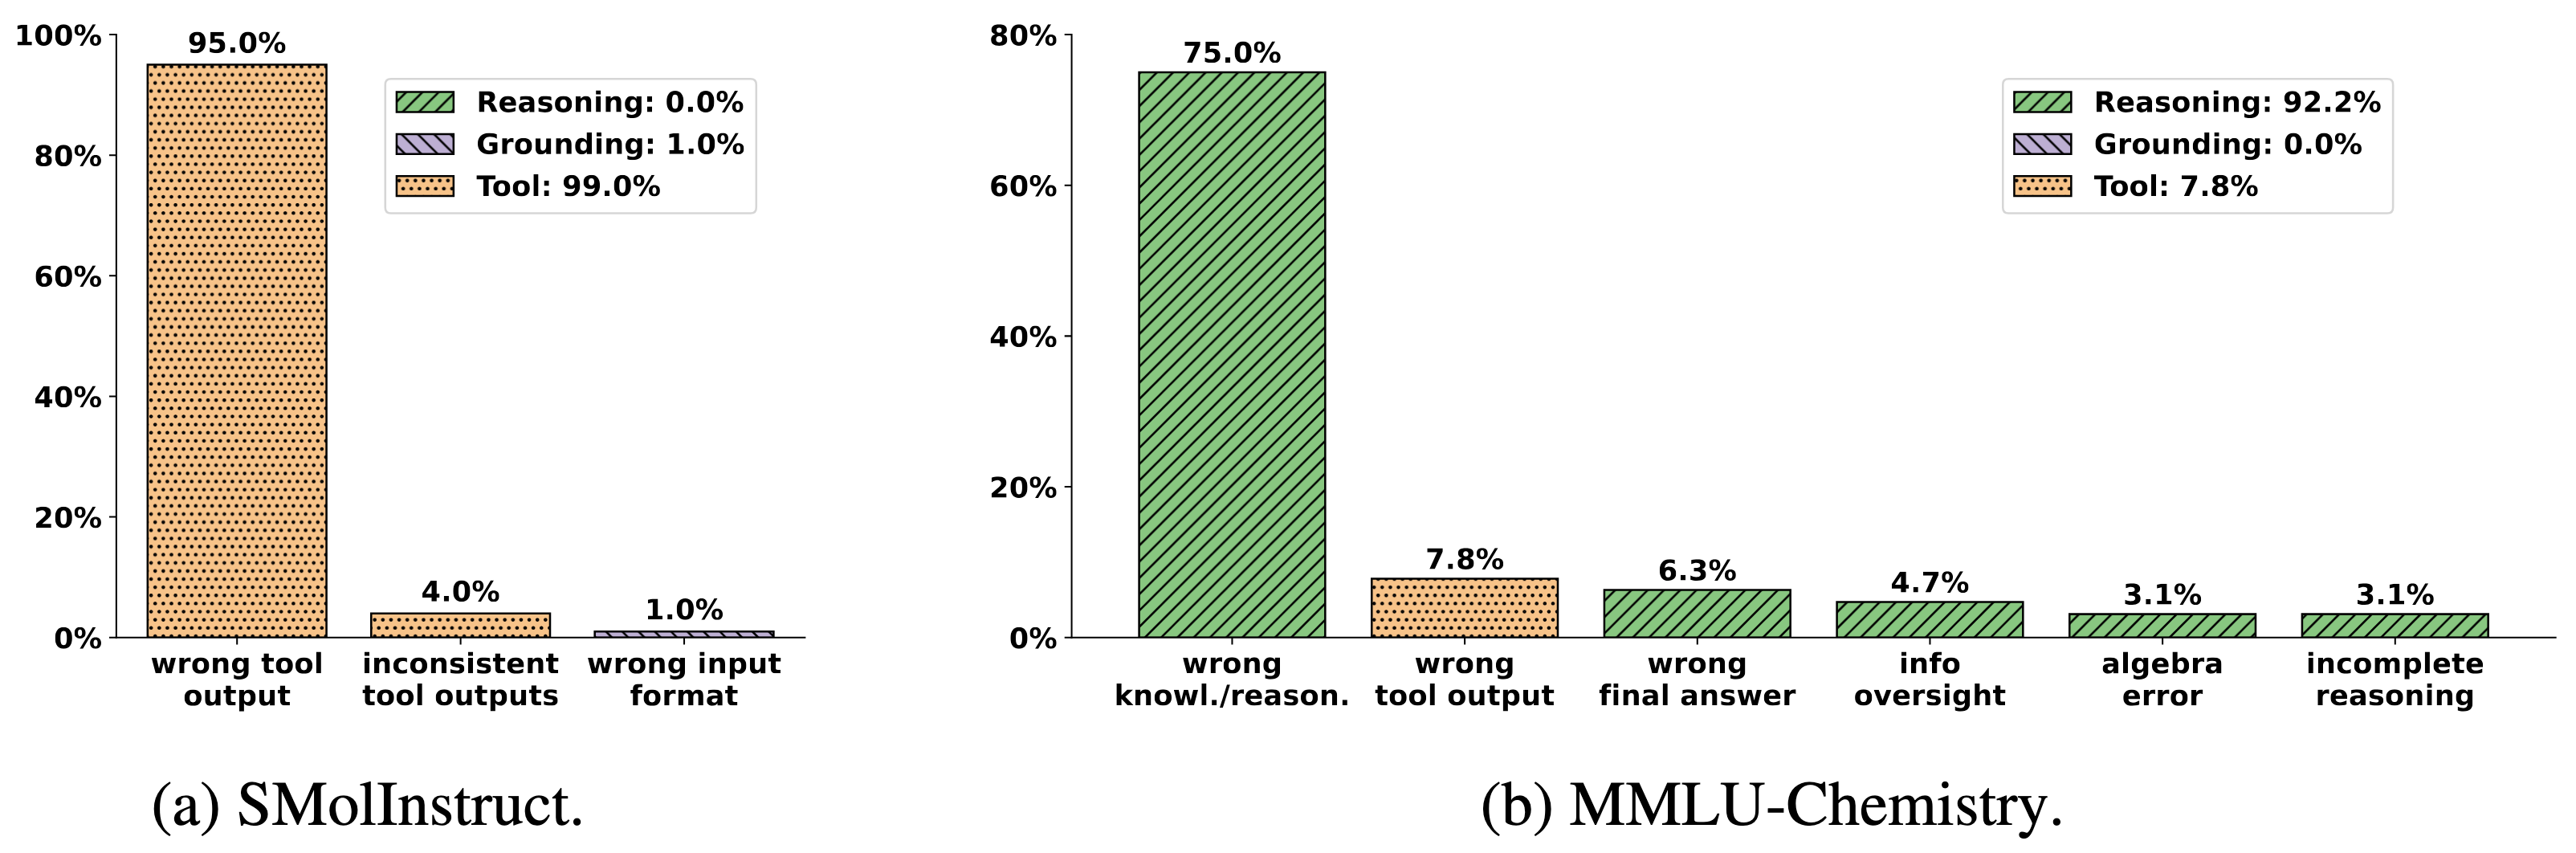 100%
80%
60%
40%
20%
0%
95.0%
4.0%
1.0%
Reasoning: 0.0%
Grounding: 1.0%
Tool: 99.0%
wrong tool
output
inconsistent
tool outputs
wrong input
format
(a) SMolInstruct.
80%
60%
40%
20%
0%
75.0%
7.8%
6.3%
4.7%
3.1%
3.1%
Reasoning: 92.2%
Grounding: 0.0%
Tool: 7.8%
wrong
knowl./reason.
wrong
tool output
wrong
final answer
info
oversight
algebra
error
incomplete
reasoning
(b) MMLU-Chemistry.